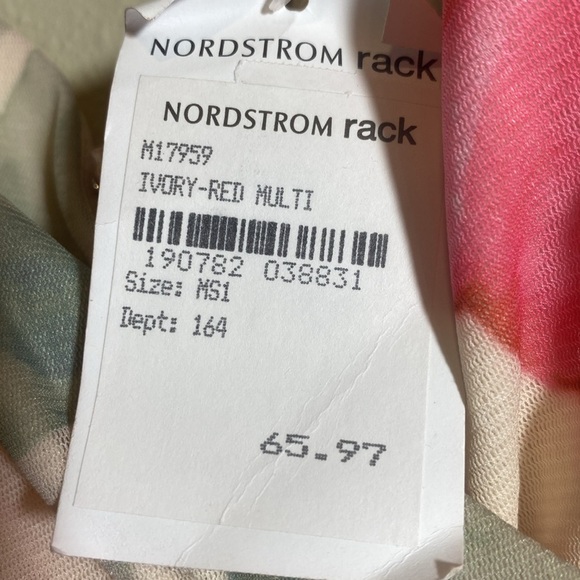 NORDSTROM rack
NORDSTROM rack
M17959
IVORY-RED MULTI
190782 038831
Size: MS1
Dept: 164
65.97